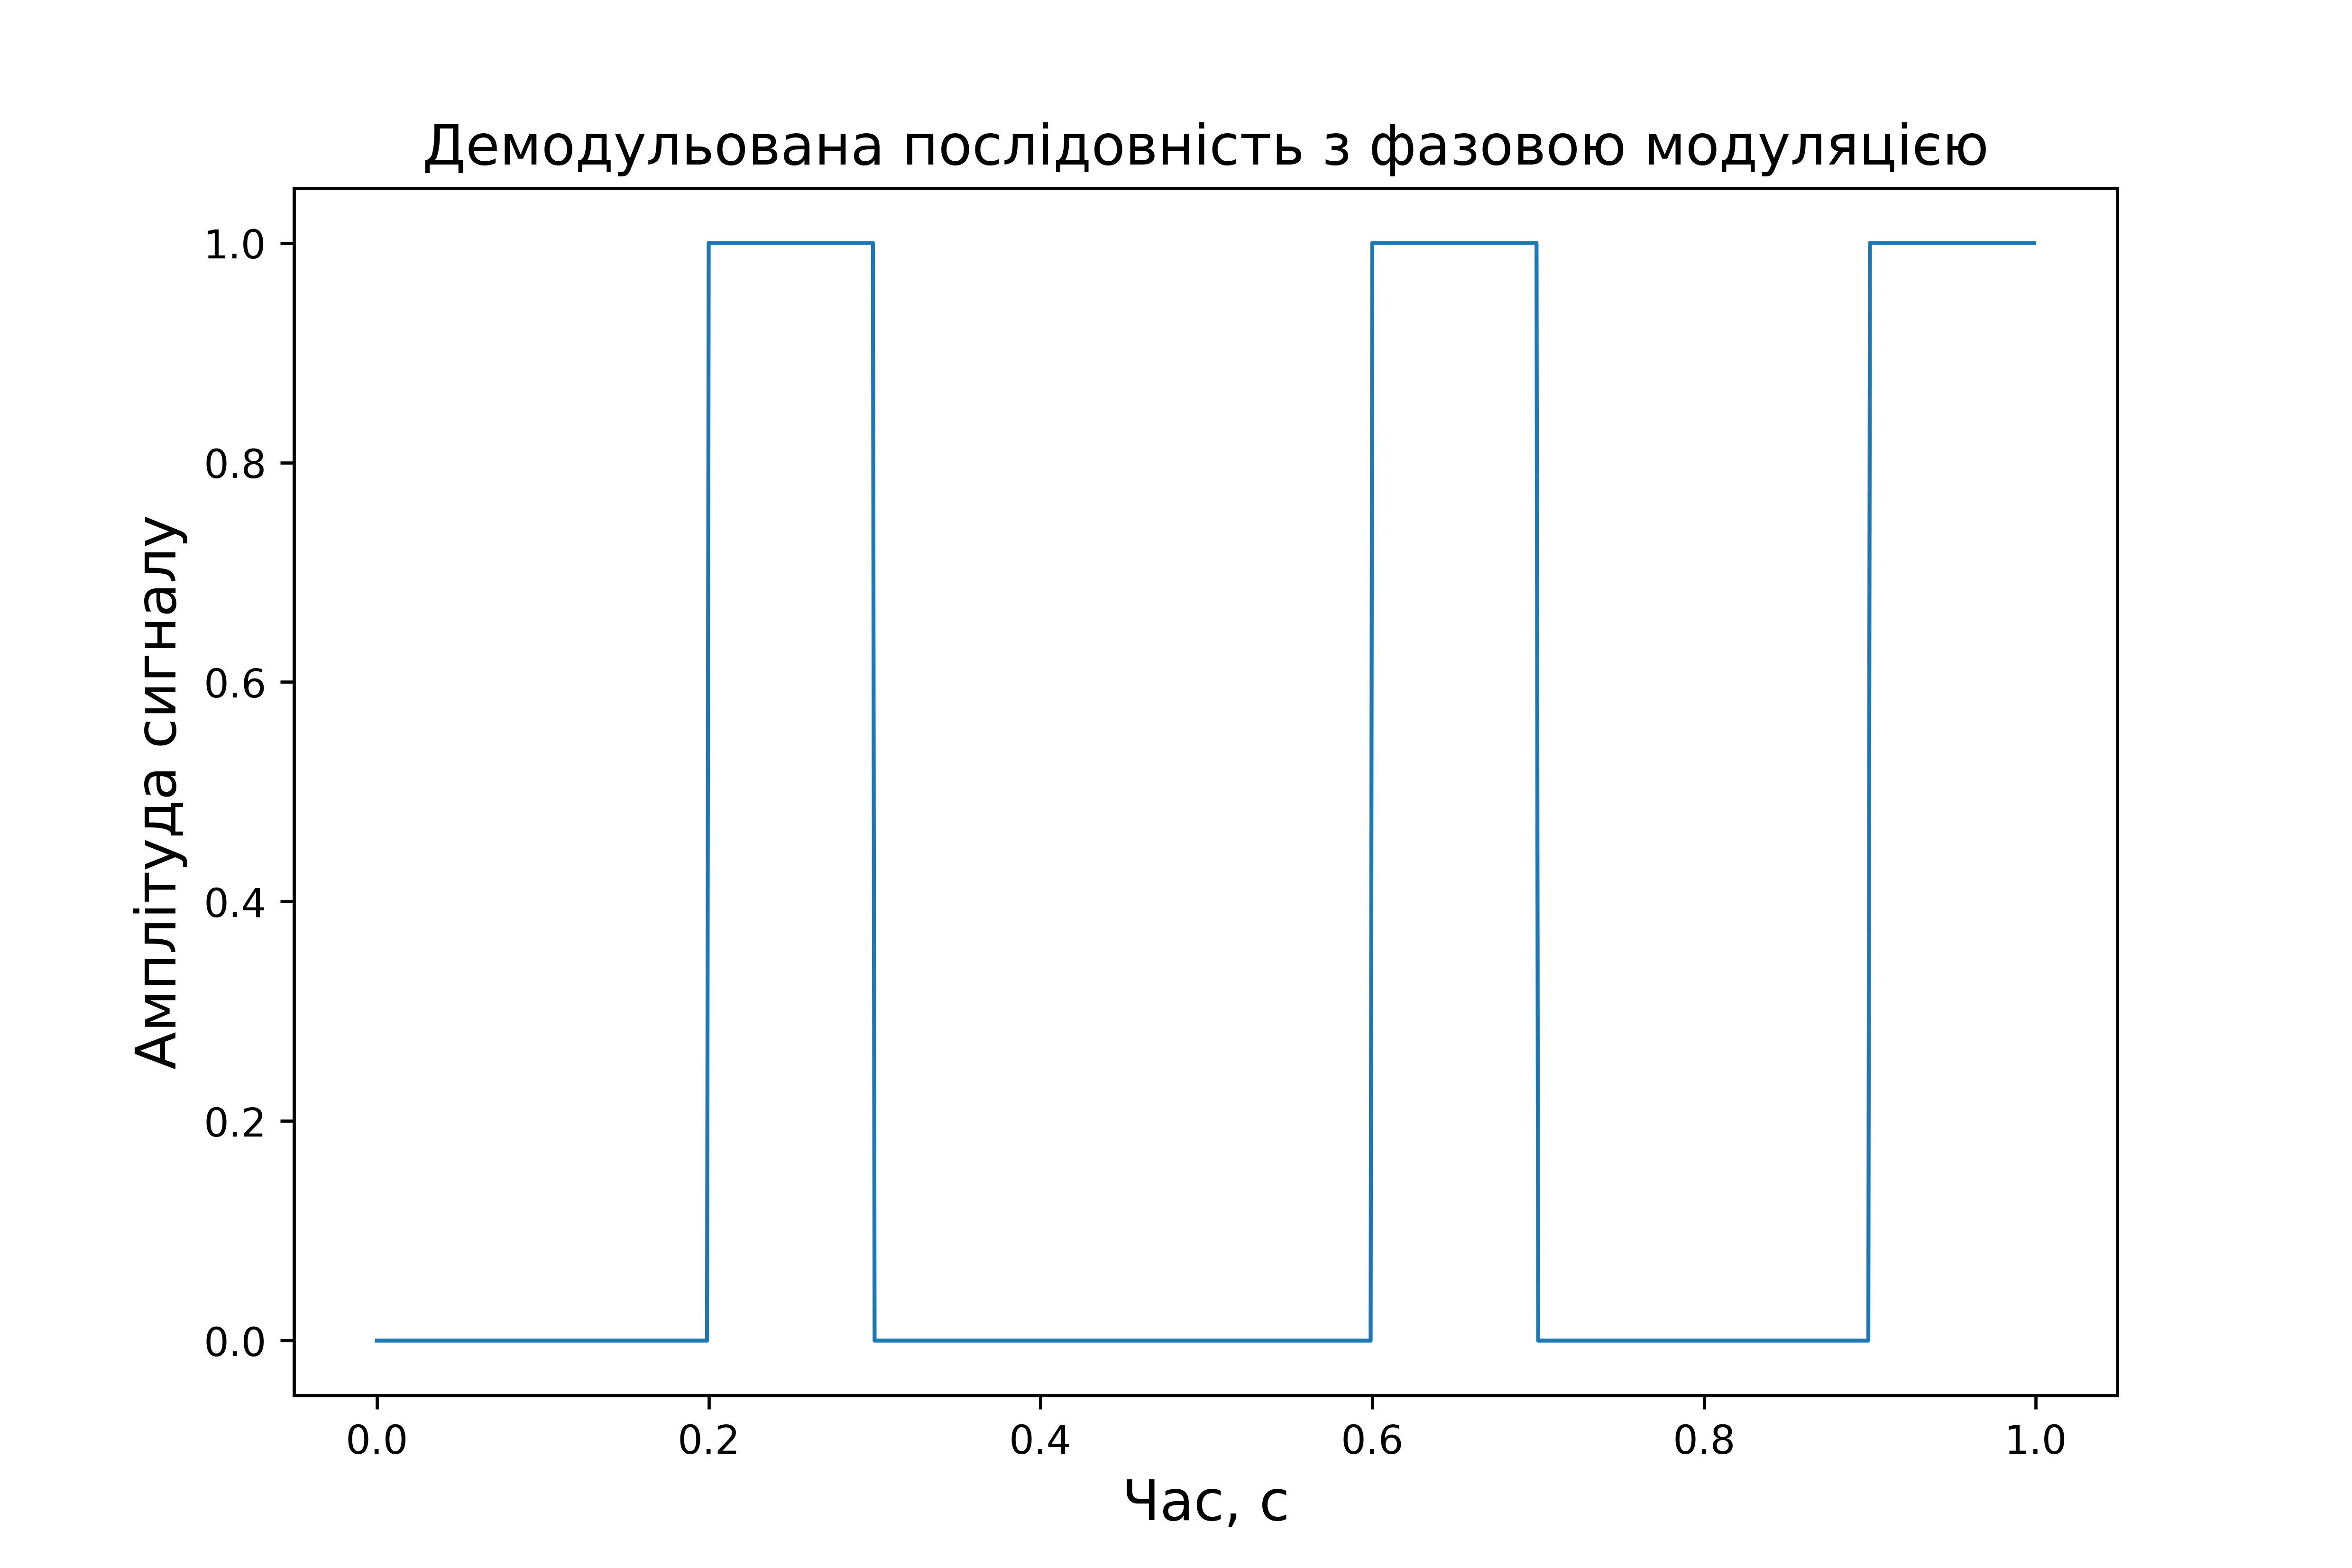 Демодульована послідовність з фазовою модуляцією
Амплітуда сигналу
1.0
0.8
0.6
0.4
0.2
0.0
0.0 0.2 0.4 0.6 0.8 1.0
Час, с